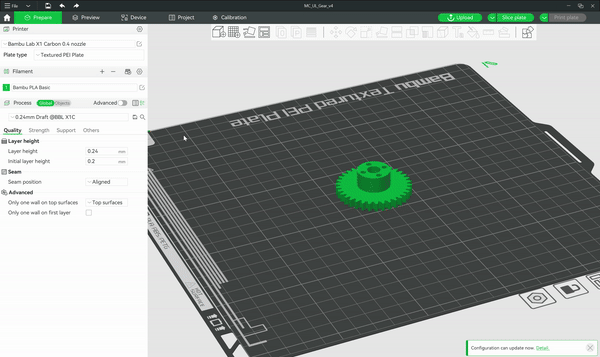 File
MC_UI_Gear_v4
Prepare
Preview
Device
Project
Calibration
Upload
Slice plate
Print plate
Printer
Bambu Lab X1 Carbon 0.4 nozzle
Plate type
Textured PEI Plate
Filament
1 Bambu PLA Basic
Process
Global
Objects
Advanced
0.24mm Draft @BBL X1C
Quality
Strength
Support
Others
Layer height
Layer height 0.24 mm
Initial layer height 0.2 mm
Seam
Seam position Aligned
Advanced
Only one wall on top surfaces Top surfaces
Only one wall on first layer
Bambu Textured PEI Plate
Configuration can update now. Detail.